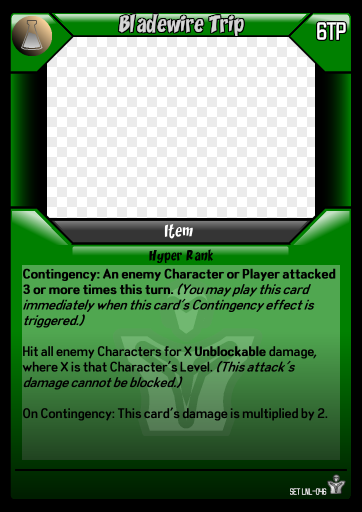 Bladewire Trip
6TP
Item
Hyper Rank
Contingency: An enemy Character or Player attacked
3 or more times this turn. (You may play this card
immediately when this card's Contingency effect is
triggered.)
Hit all enemy Characters for X Unblockable damage,
where X is that Character's Level. (This attack's
damage cannot be blocked.)
On Contingency: This card's damage is multiplied by 2.
SET LNL-046